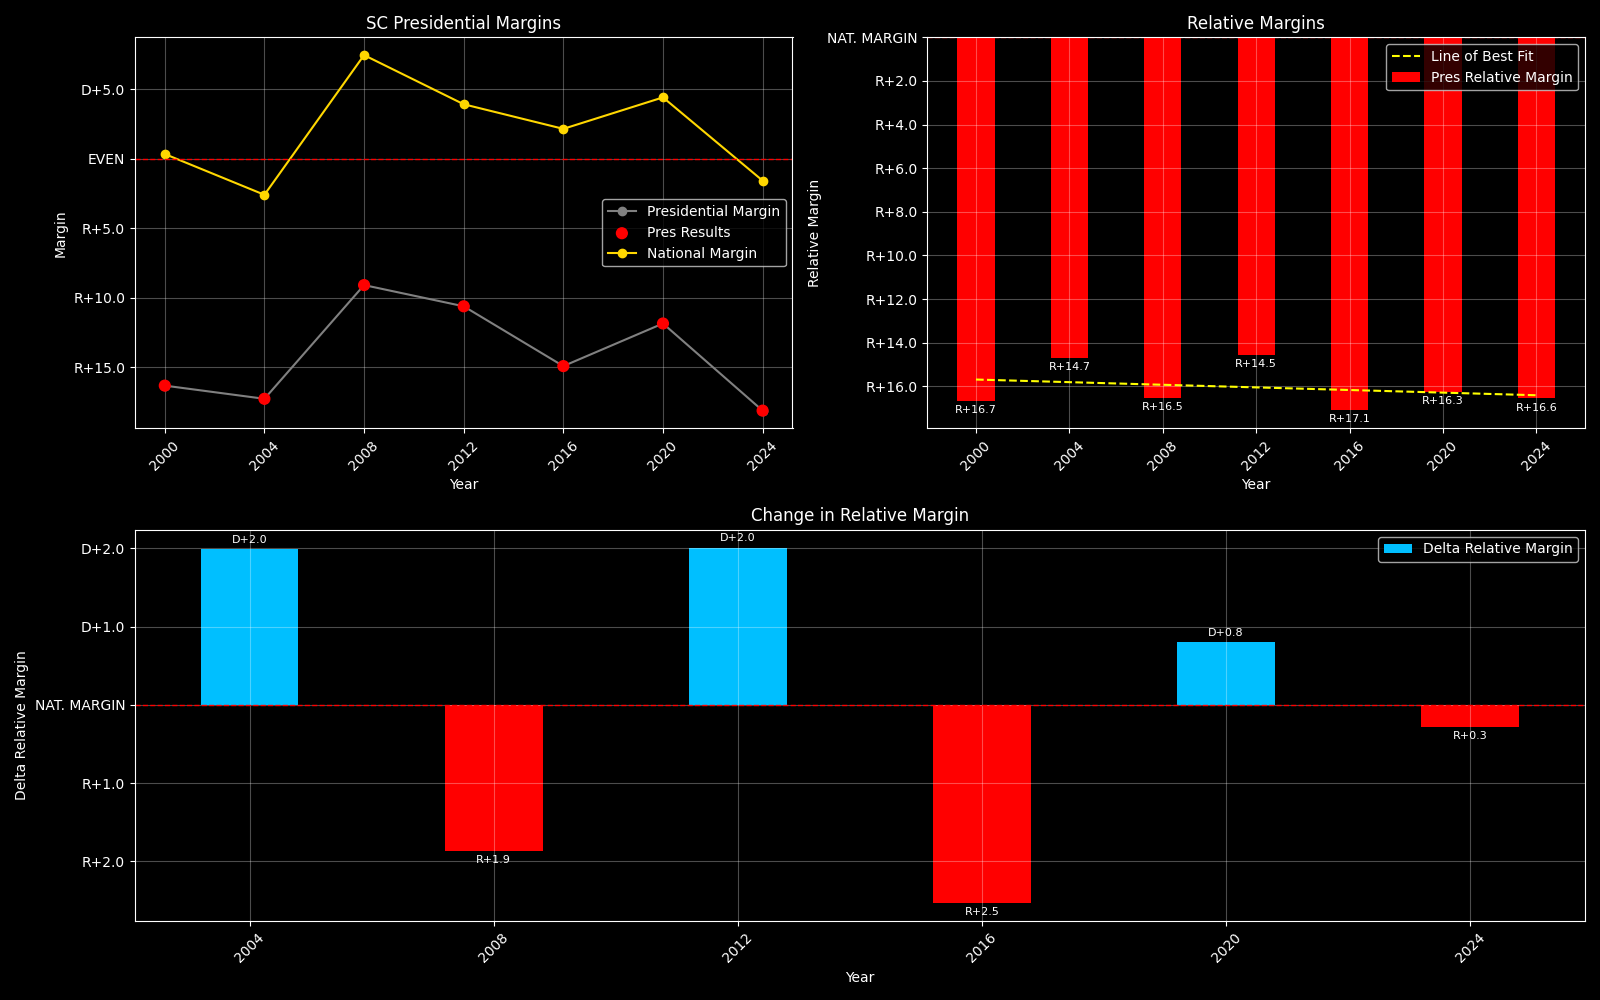 SC Presidential Margins
D+5.0
EVEN
R+5.0
R+10.0
R+15.0
Margin
Presidential Margin
Pres Results
National Margin
2000
2004
2008
2012
2016
2020
2024
Year
Relative Margins
NAT. MARGIN
R+2.0
R+4.0
R+6.0
R+8.0
R+10.0
R+12.0
R+14.0
R+16.0
Relative Margin
Line of Best Fit
Pres Relative Margin
R+16.7
R+14.7
R+16.5
R+14.5
R+17.1
R+16.3
R+16.6
2000
2004
2008
2012
2016
2020
2024
Year
Change in Relative Margin
D+2.0
D+1.0
NAT. MARGIN
R+1.0
R+2.0
Delta Relative Margin
Delta Relative Margin
D+2.0
R+1.9
D+2.0
R+2.5
D+0.8
R+0.3
2004
2008
2012
2016
2020
2024
Year